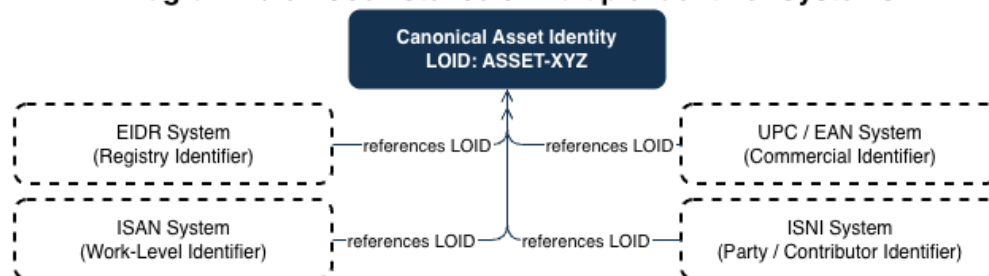 Canonical Asset Identity
LOID: ASSET-XYZ
EIDR System
(Registry Identifier)
references LOID
references LOID
UPC / EAN System
(Commercial Identifier)
ISAN System
(Work-Level Identifier)
references LOID
references LOID
ISNI System
(Party / Contributor Identifier)